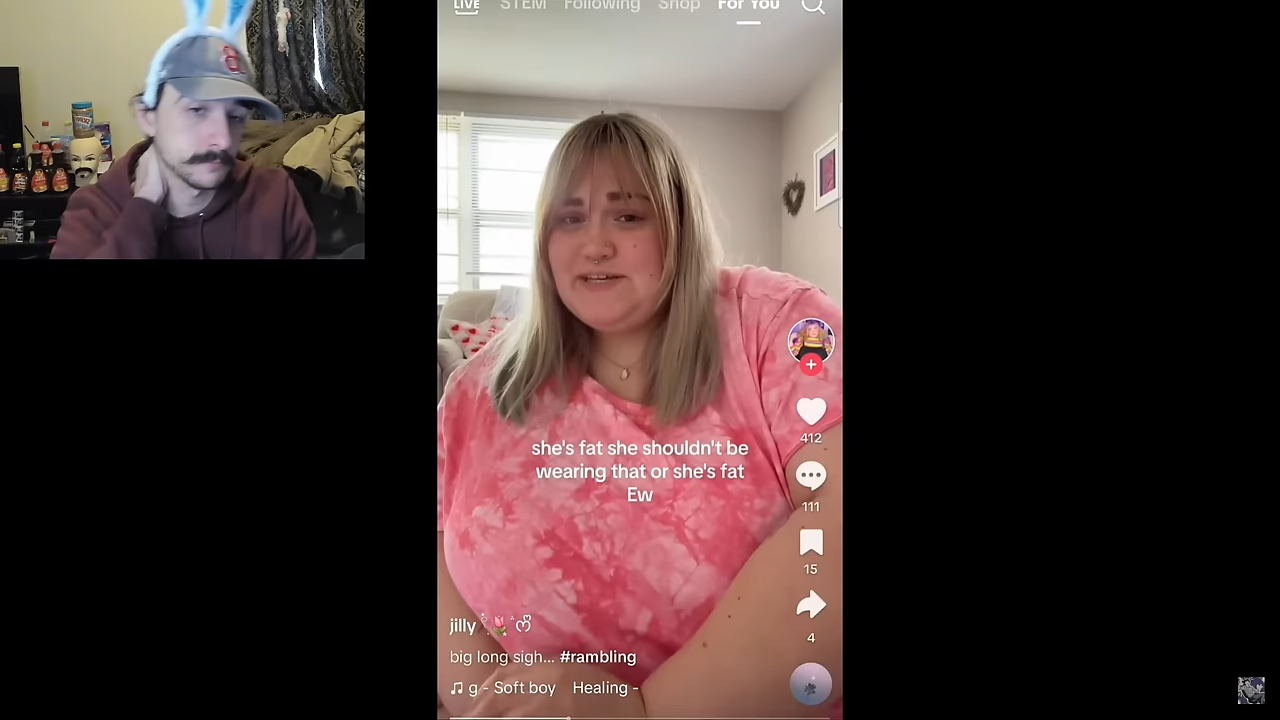 LIVE STEM Following Shop For You
she's fat she shouldn't be
wearing that or she's fat
Ew
412
111
15
4
jilly
big long sigh... #rambling
g - Soft boy Healing -